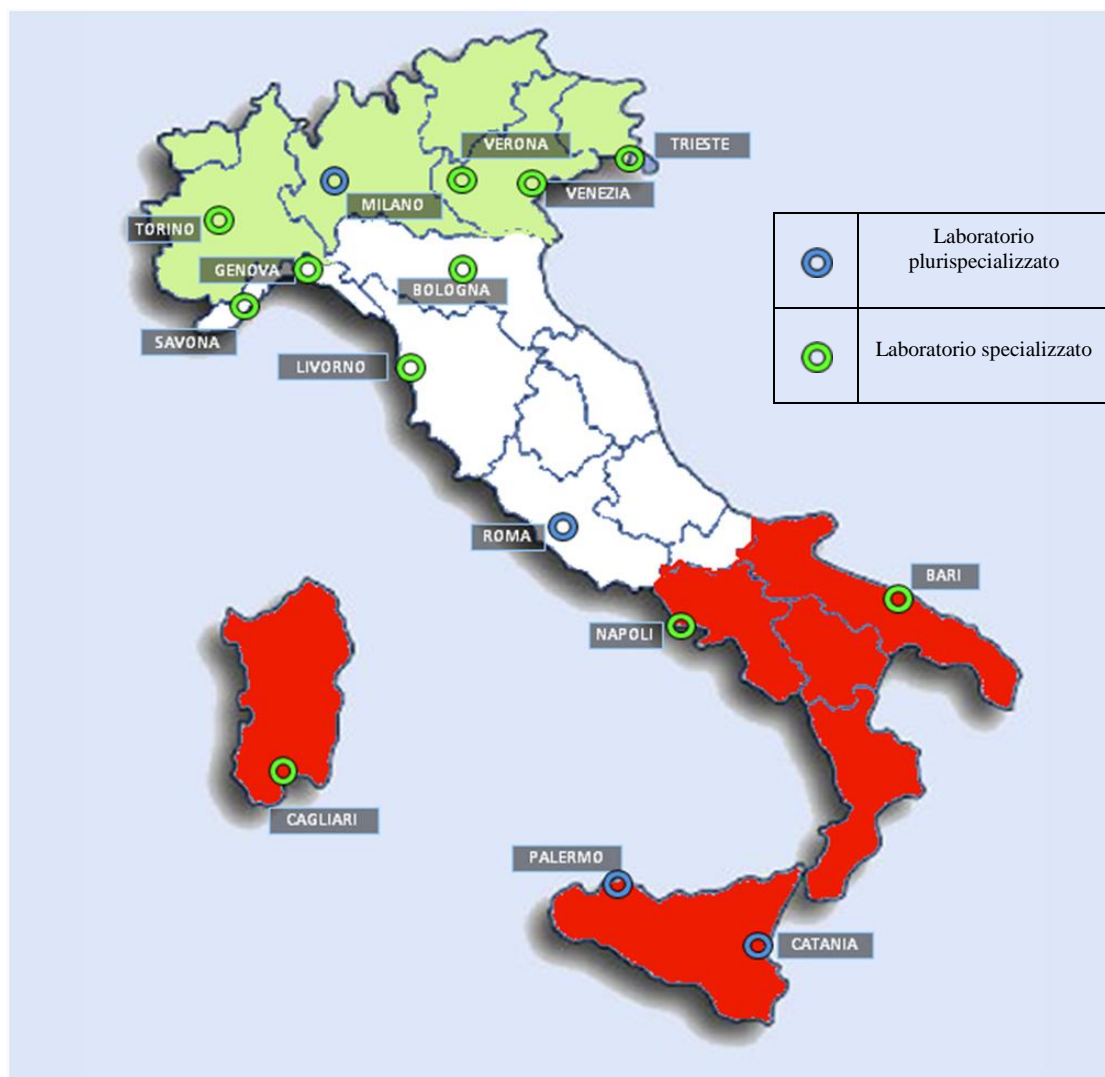 VERONA
TRIESTE
VENEZIA
MILANO
TORINO
GENOVA
BOLOGNA
SAVONA
LIVORNO
Laboratorio
plurispecializzato
Laboratorio specializzato
ROMA
BARI
NAPOLI
CAGLIARI
PALERMO
CATANIA